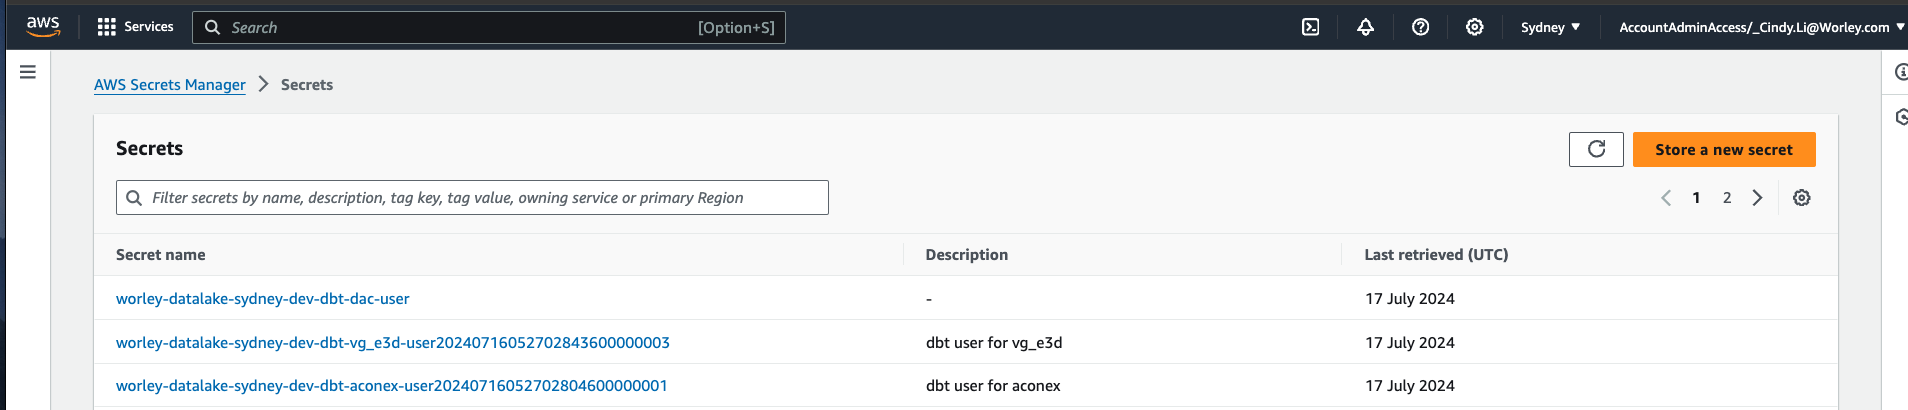 aws Services Search [Option+S] Sydney AccountAdminAccess/_Cindy.Li@Worley.com
AWS Secrets Manager > Secrets
Secrets
Store a new secret
Filter secrets by name, description, tag key, tag value, owning service or primary Region
1 2
Secret name Description Last retrieved (UTC)
worley-datalake-sydney-dev-dbt-dac-user - 17 July 2024
worley-datalake-sydney-dev-dbt-vg_e3d-user20240716052702843600000003 dbt user for vg_e3d 17 July 2024
worley-datalake-sydney-dev-dbt-aconex-user20240716052702804600000001 dbt user for aconex 17 July 2024